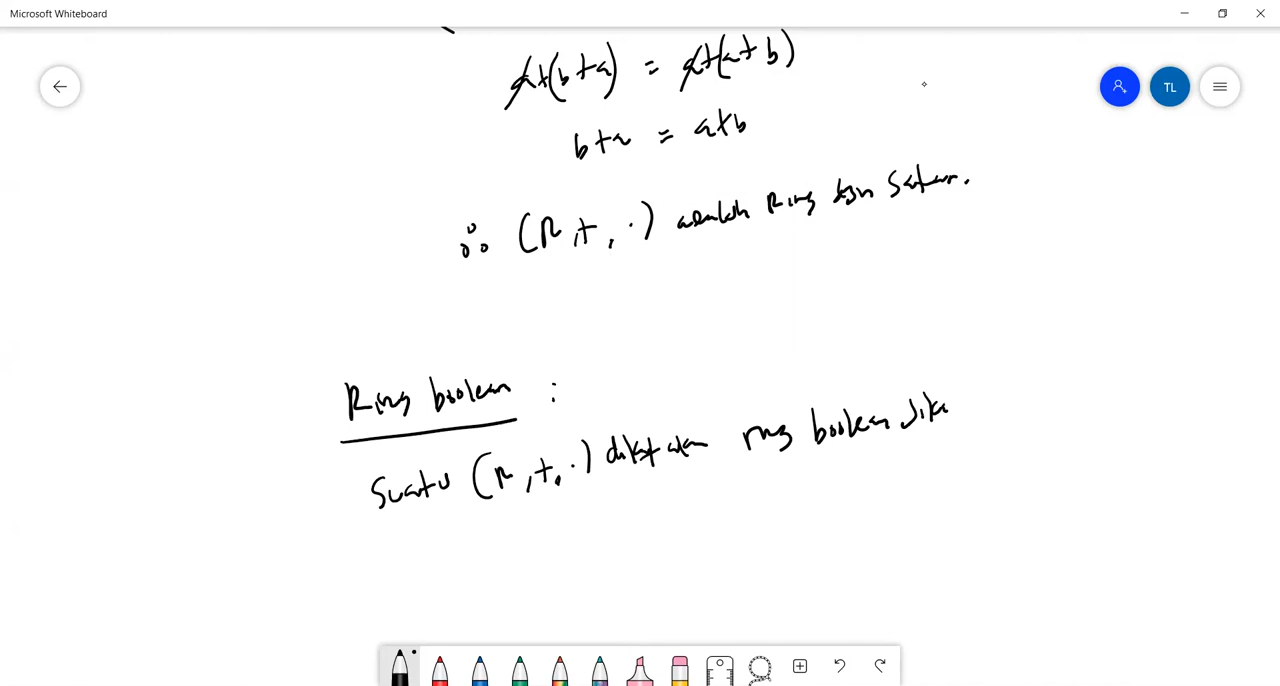 Microsoft Whiteboard
a+(b+a) = a+(a+b)
TL
b+a = a+b
∴ (R,+,·) adalah Ring dgn Satuan.
Ring boolean :
Suatu (R,+,·) dikatakan ring boolean Jika